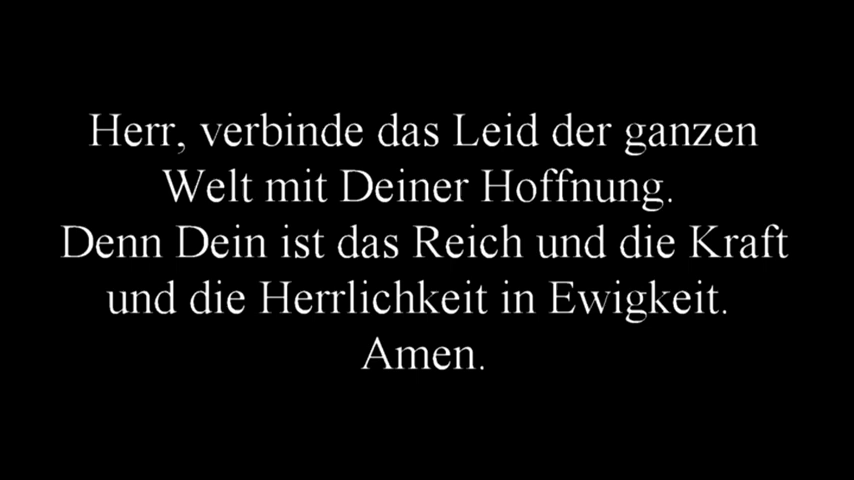 Herr, verbinde das Leid der ganzen
Welt mit Deiner Hoffnung.
Denn Dein ist das Reich und die Kraft
und die Herrlichkeit in Ewigkeit.
Amen.